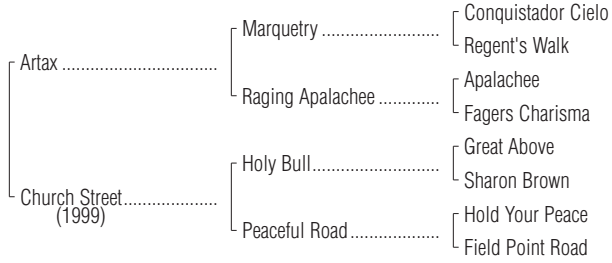 Conquistador Cielo
Marquetry ........................
Regent's Walk
Artax ................................
Apalachee
Raging Apalachee .............
Fagers Charisma
Great Above
Holy Bull..........................
Sharon Brown
Church Street...................
(1999)
Hold Your Peace
Peaceful Road..................
Field Point Road